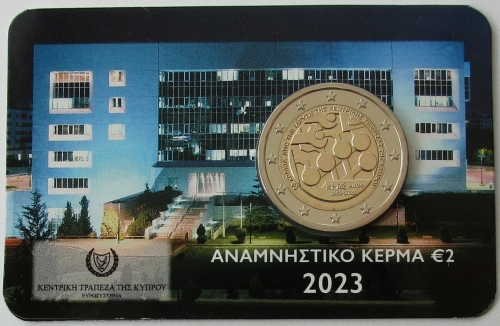 ΑΝΑΜΝΗΣΤΙΚΟ ΚΕΡΜΑ €2
2023
ΚΕΝΤΡΙΚΗ ΤΡΑΠΕΖΑ ΤΗΣ ΚΥΠΡΟΥ
ΕΥΡΩΣΥΣΤΗΜΑ